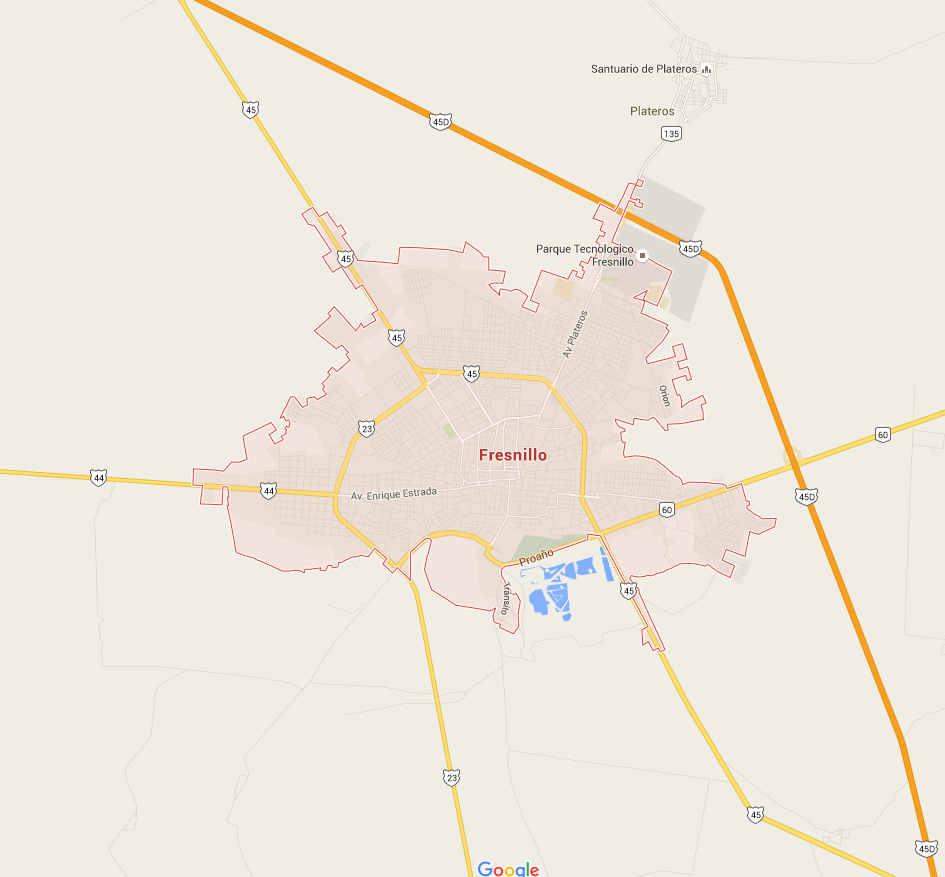 Santuario de Plateros
45
Plateros
45D
135
Parque Tecnologico
Fresnillo
45D
45
Av Plateros
45
45
Orion
23
60
Fresnillo
44
44
Av. Enrique Estrada
45D
60
Proaño
Tránsito
45
23
45
45D
Google